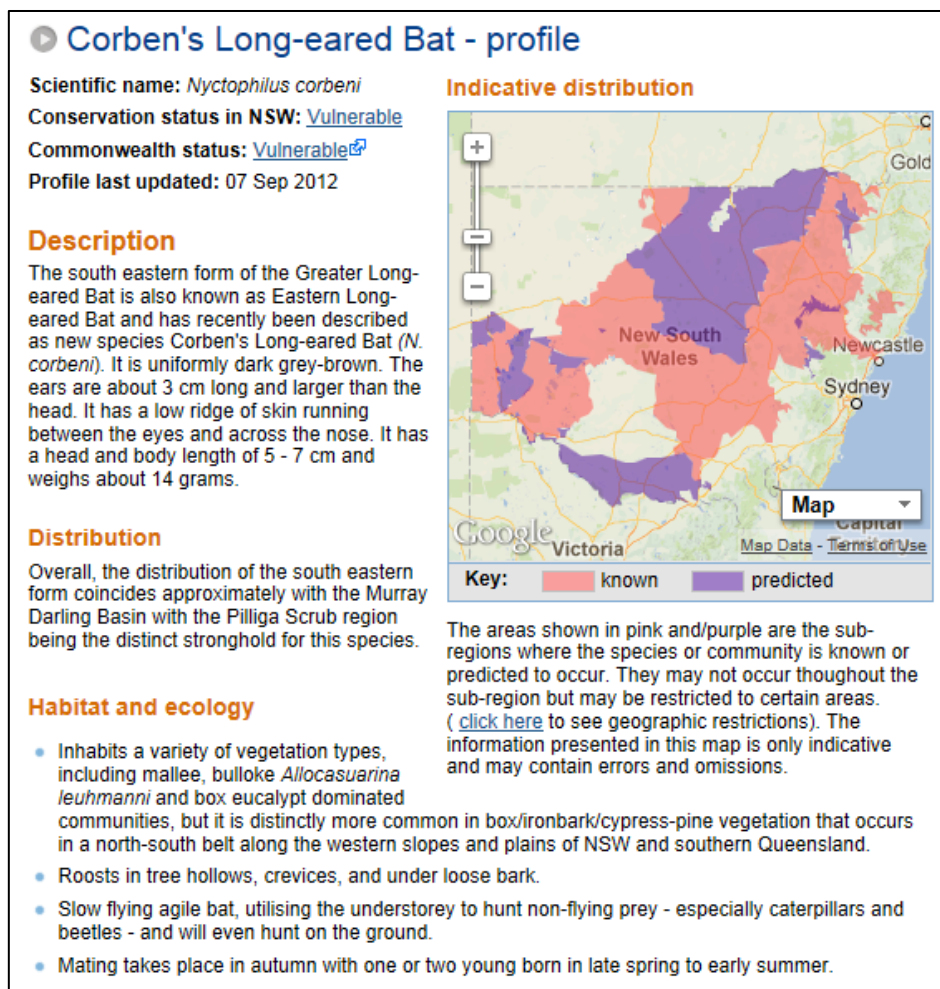 Corben's Long-eared Bat - profile
Scientific name: Nyctophilus corbeni
Conservation status in NSW: Vulnerable
Commonwealth status: Vulnerable
Profile last updated: 07 Sep 2012
Description
The south eastern form of the Greater Long-
eared Bat is also known as Eastern Long-
eared Bat and has recently been described
as new species Corben's Long-eared Bat (N.
corbeni). It is uniformly dark grey-brown. The
ears are about 3 cm long and larger than the
head. It has a low ridge of skin running
between the eyes and across the nose. It has
a head and body length of 5 - 7 cm and
weighs about 14 grams.
Distribution
Overall, the distribution of the south eastern
form coincides approximately with the Murray
Darling Basin with the Pilliga Scrub region
being the distinct stronghold for this species.
Indicative distribution
Gold
New South
Wales
Newcastle
Sydney
Map
Capital
Google
Victoria
Map Data - Terms of Use
Key: known predicted
The areas shown in pink and/purple are the sub-
regions where the species or community is known or
predicted to occur. They may not occur thoughout the
sub-region but may be restricted to certain areas.
( click here to see geographic restrictions). The
information presented in this map is only indicative
and may contain errors and omissions.
Habitat and ecology
Inhabits a variety of vegetation types,
including mallee, bulloke Allocasuarina
leuhmanni and box eucalypt dominated
communities, but it is distinctly more common in box/ironbark/cypress-pine vegetation that occurs
in a north-south belt along the western slopes and plains of NSW and southern Queensland.
Roosts in tree hollows, crevices, and under loose bark.
Slow flying agile bat, utilising the understorey to hunt non-flying prey - especially caterpillars and
beetles - and will even hunt on the ground.
Mating takes place in autumn with one or two young born in late spring to early summer.